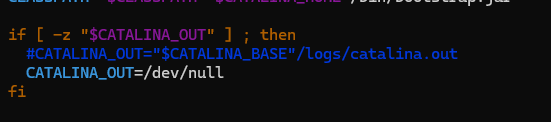 if [ -z "$CATALINA_OUT" ] ; then
  #CATALINA_OUT="$CATALINA_BASE"/logs/catalina.out
  CATALINA_OUT=/dev/null
fi